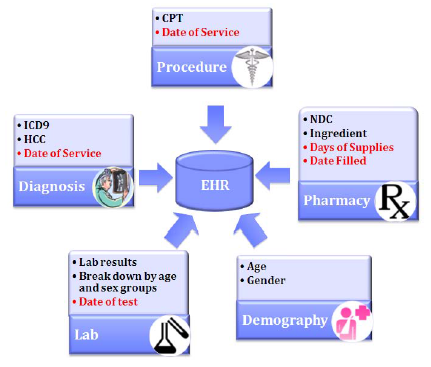 • CPT
• Date of Service
Procedure
• ICD9
• HCC
• Date of Service
Diagnosis
• NDC
• Ingredient
• Days of Supplies
• Date Filled
Pharmacy
Rx
EHR
• Lab results
• Break down by age
and sex groups
• Date of test
Lab
• Age
• Gender
Demography